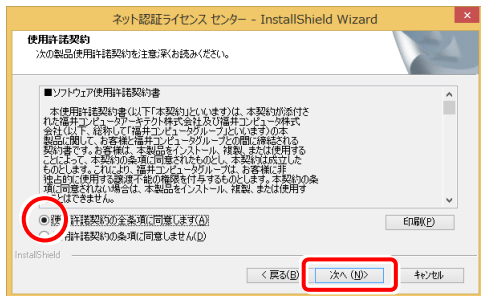 ネット認証ライセンス センター - InstallShield Wizard
使用許諾契約
次の製品使用許諾契約を注意深くお読みください。
■ソフトウェア使用許諾契約書
本使用許諾契約書(以下「本契約」といいます)は、本契約が添付さ
れた福井コンピュータアーキテクト株式会社及び福井コンピュータ株式
会社(以下、総称して「福井コンピュータグループ」といいます)の本
製品に関して、お客様と福井コンピュータグループとの間に締結される
契約書です。お客様は、本製品をインストール、複製、または使用する
ことによって、本契約の条項に同意されたものとし、本契約は成立した
ものとします。これにより、福井コンピュータグループは、お客様に非
独占的に使用する譲渡不能の権限を付与するものとします。本契約の条
項に同意されない場合は、本製品をインストール、複製、または使用す
ることはできません。
使用許諾契約の全条項に同意します(A)
印刷(P)
用許諾契約の条項に同意しません(D)
InstallShield
< 戻る(B)
次へ (N)>
キャンセル